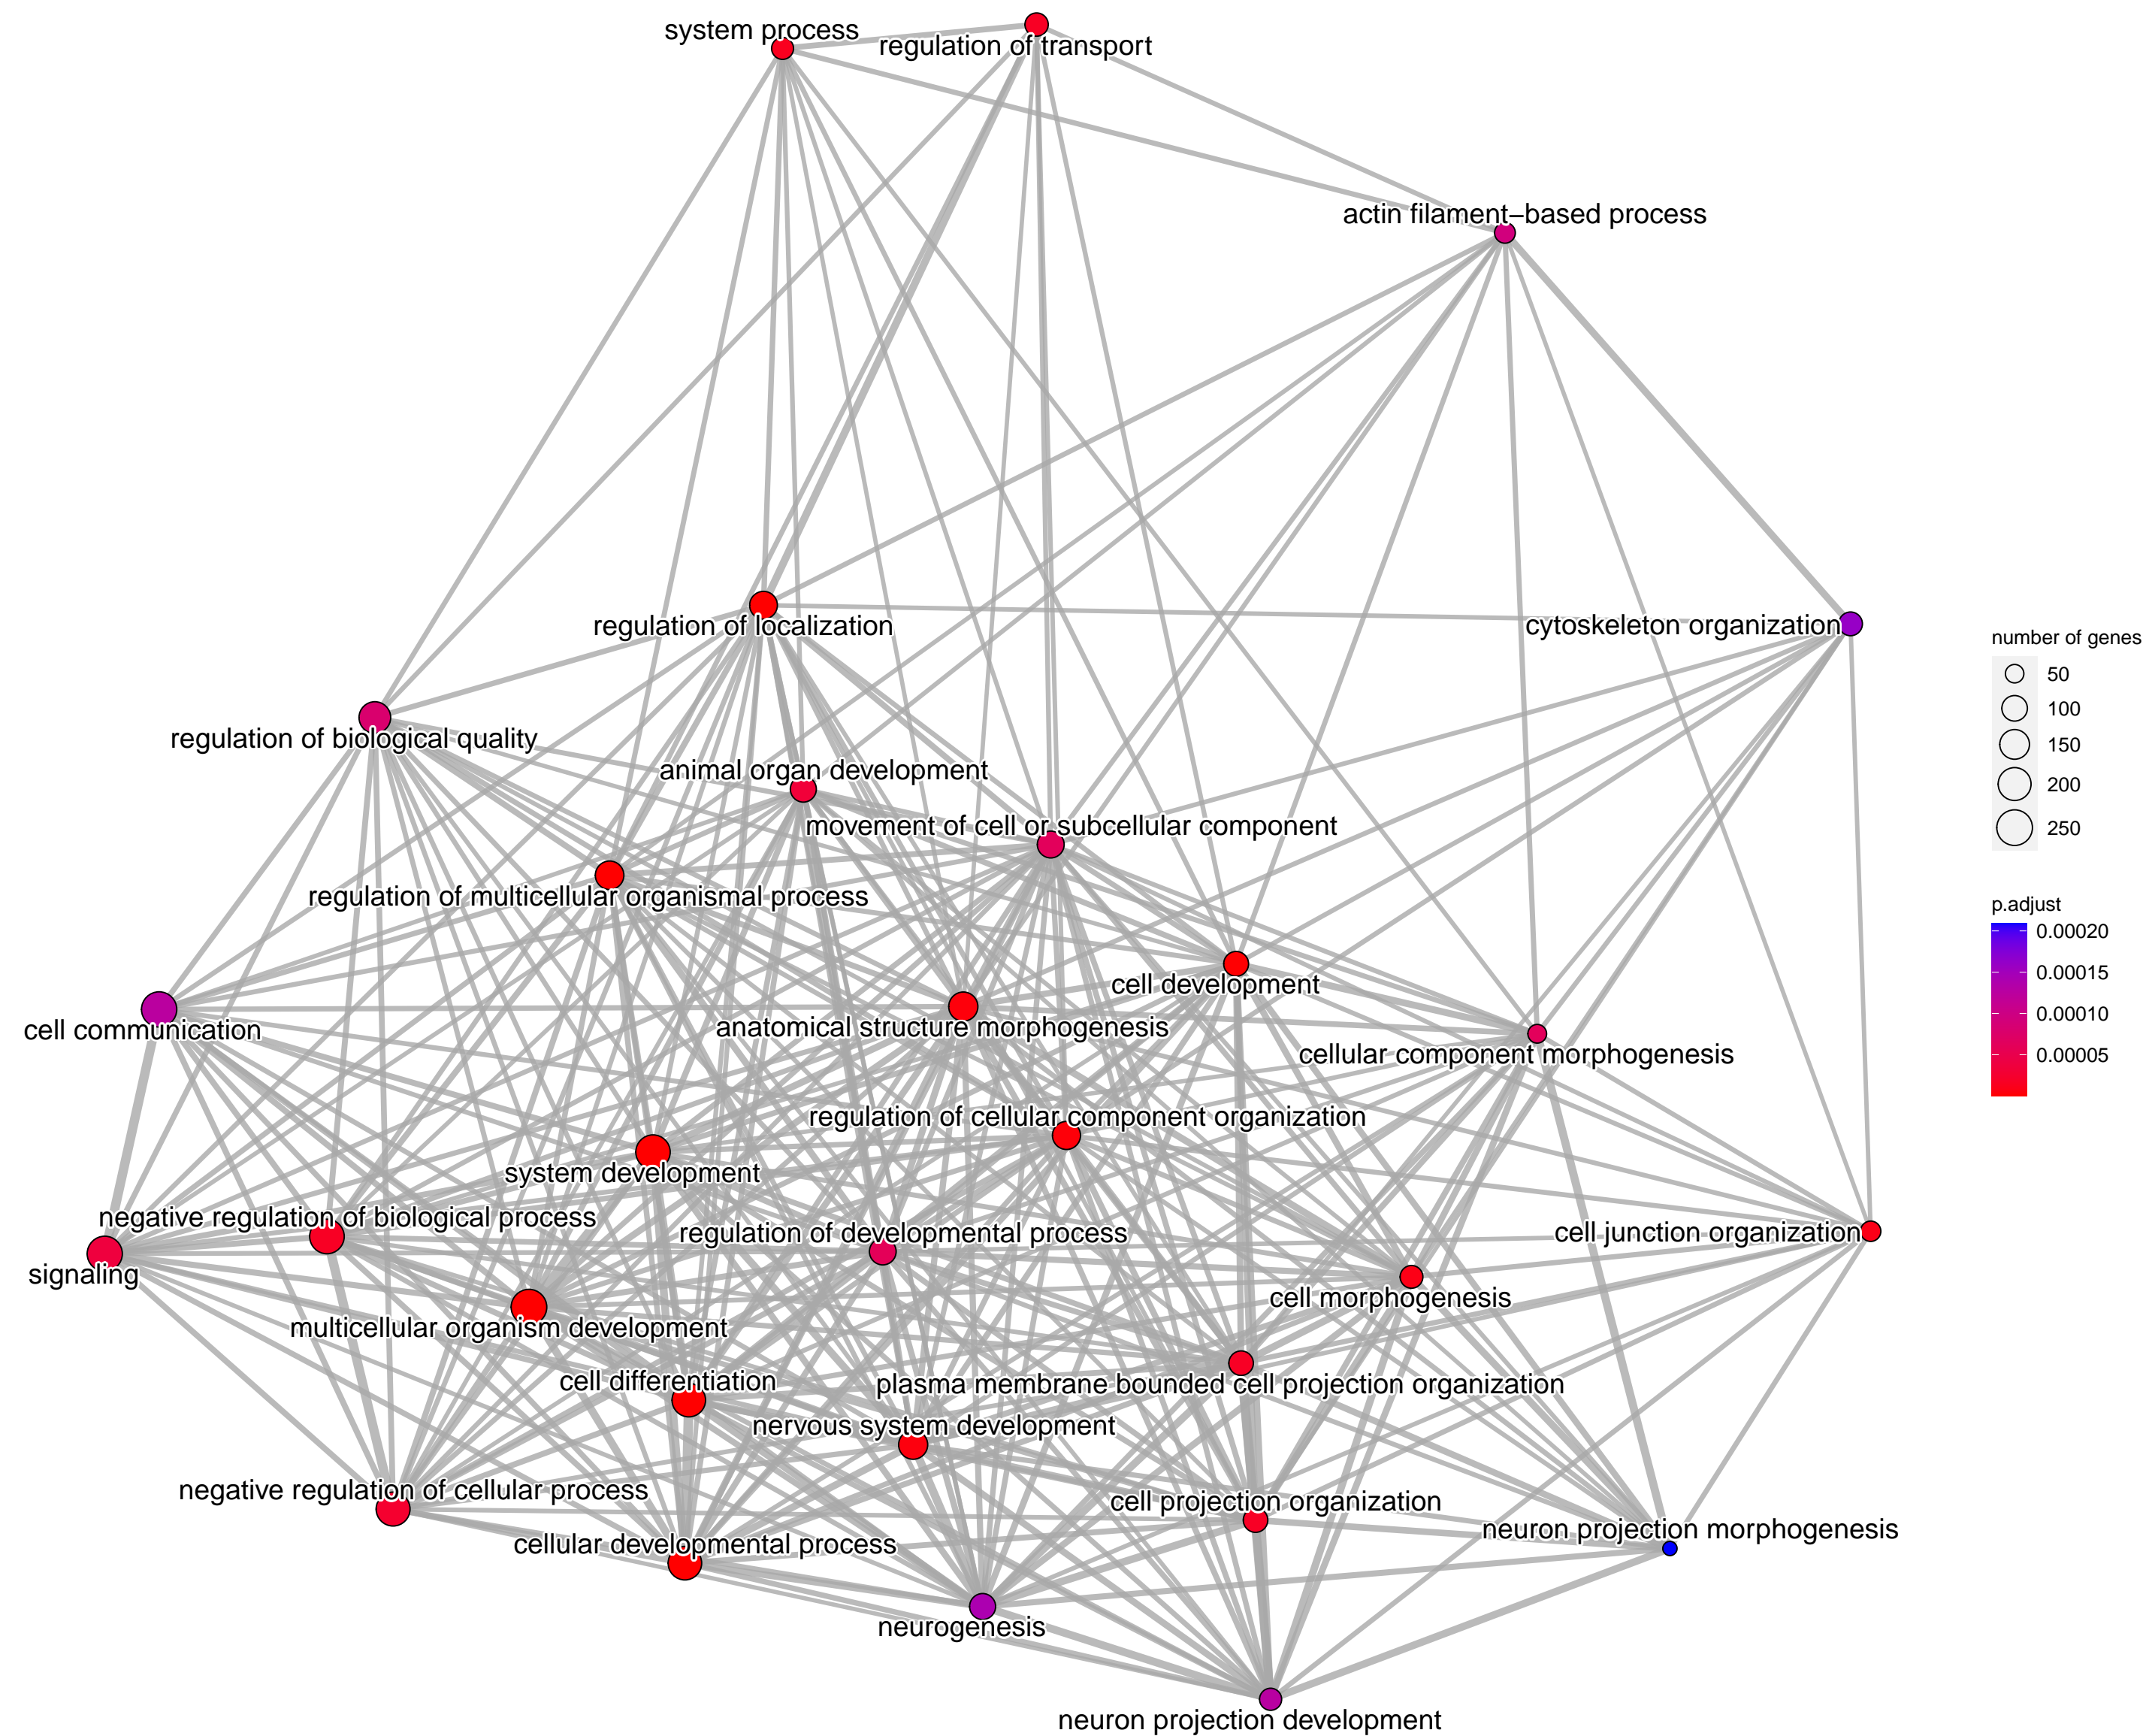 system process
regulation of transport
actin filament−based process
regulation of localization
cytoskeleton organization
number of genes
50
100
150
200
250
regulation of biological quality
animal organ development
movement of cell or subcellular component
regulation of multicellular organismal process
p.adjust
0.00020
0.00015
0.00010
0.00005
cell development
cell communication
anatomical structure morphogenesis
cellular component morphogenesis
regulation of cellular component organization
system development
negative regulation of biological process
regulation of developmental process
cell junction organization
signaling
cell morphogenesis
multicellular organism development
cell differentiation
plasma membrane bounded cell projection organization
nervous system development
negative regulation of cellular process
cell projection organization
neuron projection morphogenesis
cellular developmental process
neurogenesis
neuron projection development